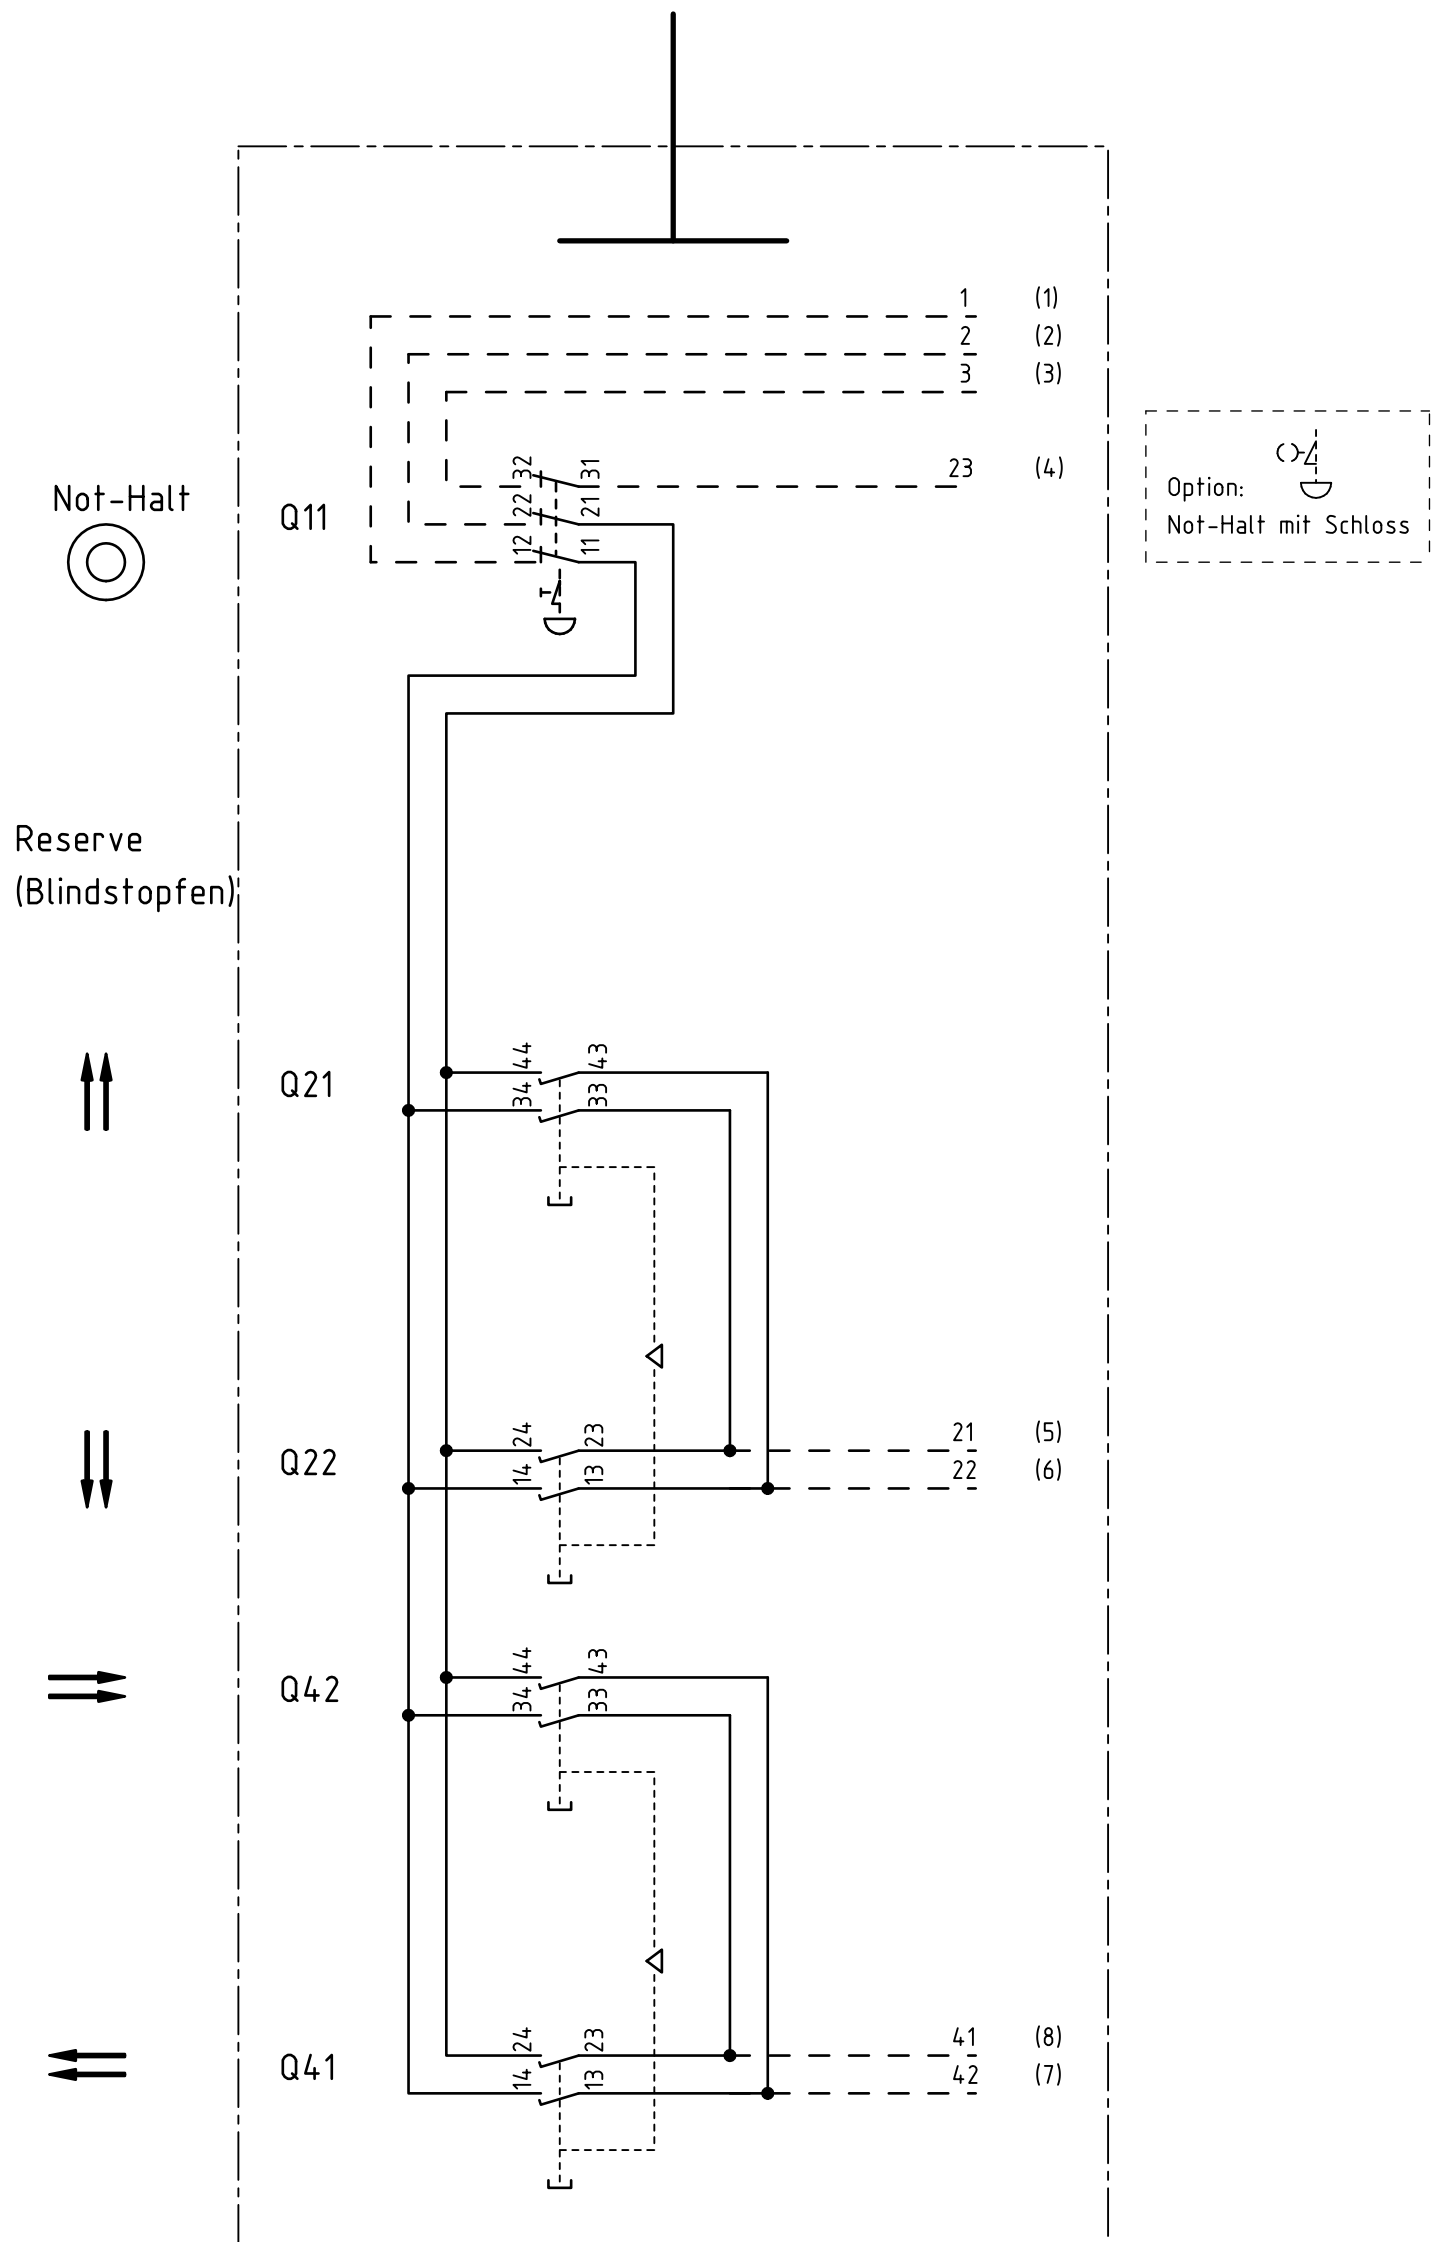 1 (1)
2 (2)
3 (3)
32 31 23 (4)
Not-Halt Q11 22 21
12 11
Option:
Not-Halt mit Schloss
Reserve
(Blindstopfen)
Q21 44 43
34 33
Q22 24 23 21 (5)
14 13 22 (6)
Q42 44 43
34 33
Q41 24 23 41 (8)
14 13 42 (7)